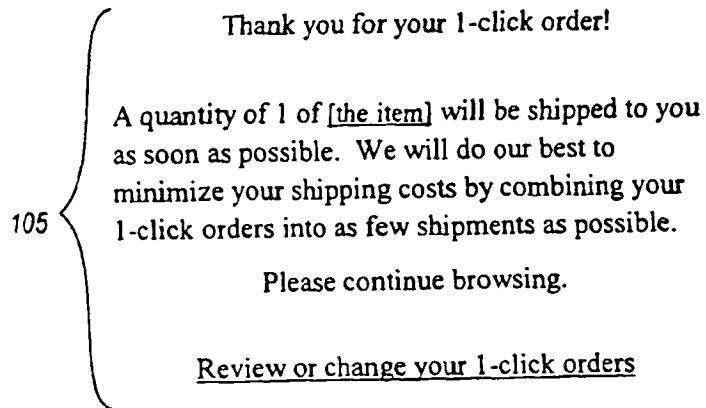 Thank you for your 1-click order!
A quantity of 1 of [the item] will be shipped to you
as soon as possible. We will do our best to
minimize your shipping costs by combining your
105
1-click orders into as few shipments as possible.
Please continue browsing.
Review or change your 1-click orders